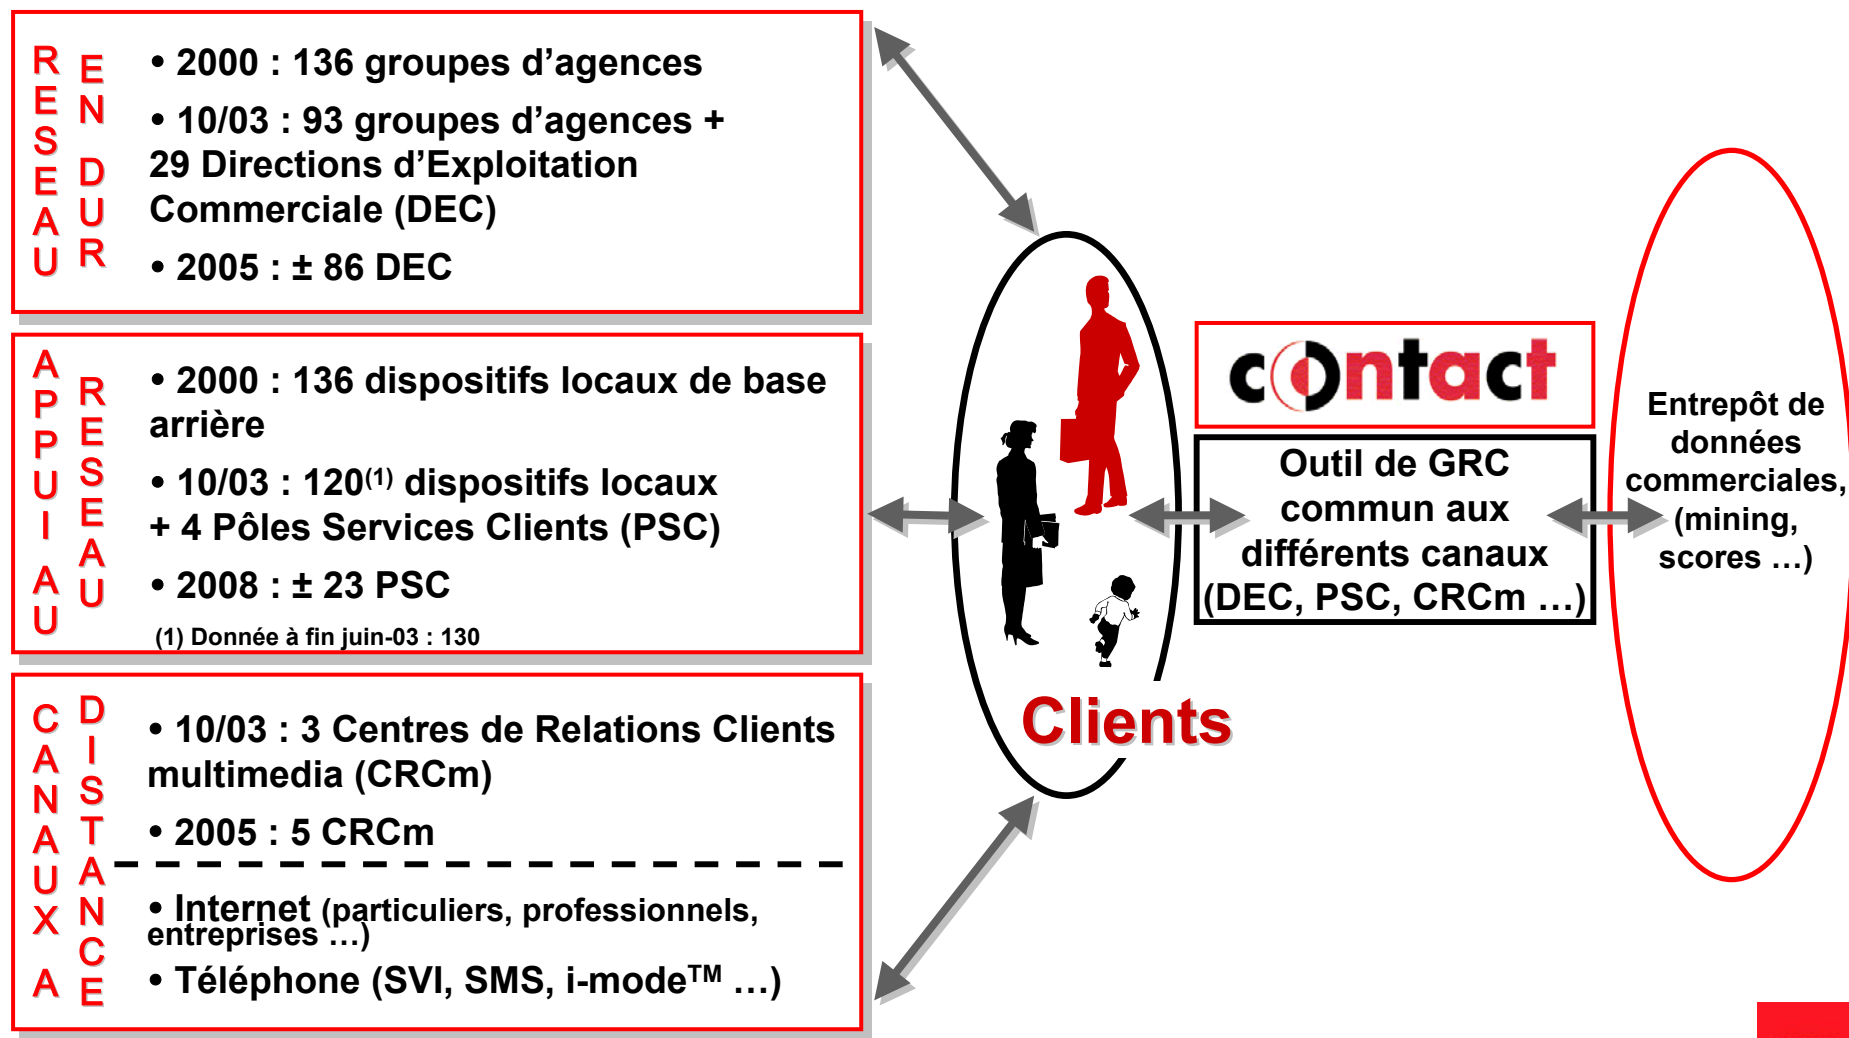 RESEAU
EN DUR
• 2000 : 136 groupes d’agences
• 10/03 : 93 groupes d’agences +
29 Directions d’Exploitation
Commerciale (DEC)
• 2005 : ± 86 DEC
APPUI AU
RESEAU
• 2000 : 136 dispositifs locaux de base
arrière
• 10/03 : 120(1) dispositifs locaux
+ 4 Pôles Services Clients (PSC)
• 2008 : ± 23 PSC
(1) Donnée à fin juin-03 : 130
CANAUX A
DISTANCE
• 10/03 : 3 Centres de Relations Clients
multimedia (CRCm)
• 2005 : 5 CRCm
• Internet (particuliers, professionnels,
entreprises …)
• Téléphone (SVI, SMS, i-mode™ …)
Clients
contact
Outil de GRC
commun aux
différents canaux
(DEC, PSC, CRCm …)
Entrepôt de
données
commerciales,
(mining,
scores …)